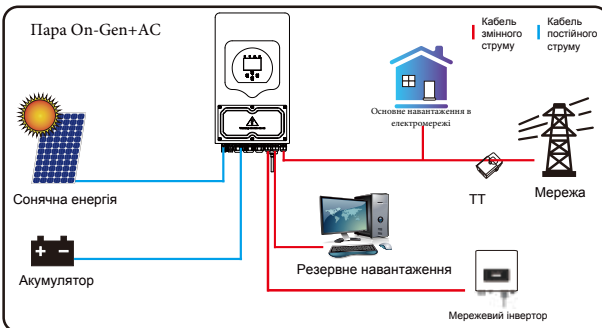 Пара On-Gen+AC
Кабель
змінного
струму
Кабель
постійного
струму
Основне навантаження в
електромережі
Сонячна енергія
ТТ
Мережа
Акумулятор
Резервне навантаження
Мережевий інвертор